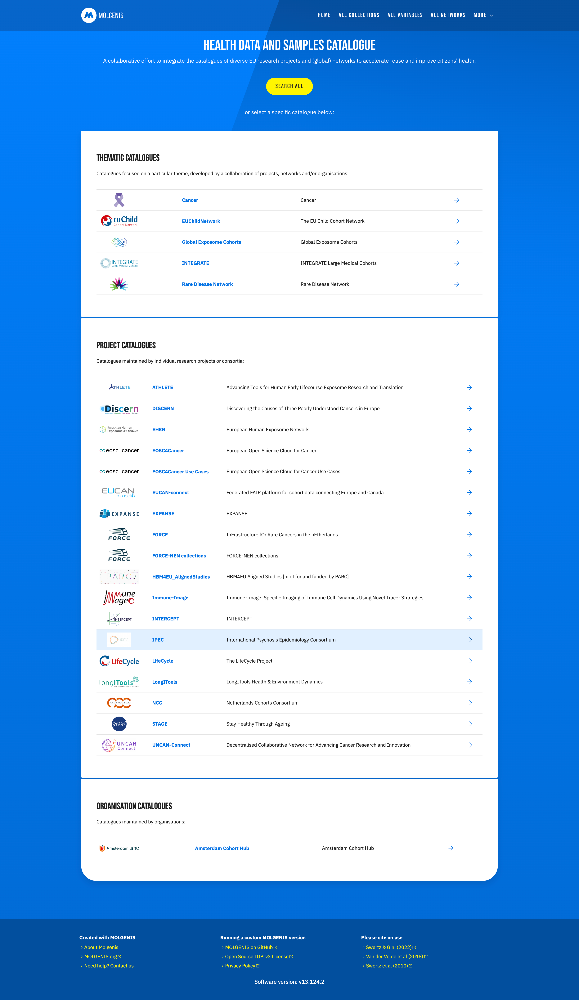 MOLGENIS
HOME ALL COLLECTIONS ALL VARIABLES ALL NETWORKS MORE
HEALTH DATA AND SAMPLES CATALOGUE
A collaborative effort to integrate the catalogues of diverse EU research projects and (global) networks to accelerate reuse and improve citizens' health.
SEARCH ALL
or select a specific catalogue below:
THEMATIC CATALOGUES
Catalogues focused on a particular theme, developed by a collaboration of projects, networks and/or organisations:
Cancer Cancer
EU Child
Cohort Network
EUChildNetwork The EU Child Cohort Network
Global Exposome Cohorts Global Exposome Cohorts
INTEGRATE
Large Medical Cohorts
INTEGRATE INTEGRATE Large Medical Cohorts
Rare Disease Network Rare Disease Network
PROJECT CATALOGUES
Catalogues maintained by individual research projects or consortia:
ATHLETE ATHLETE Advancing Tools for Human Early Lifecourse Exposome Research and Translation
Discern
Colorectal • Renal • Pancreatic • Cancers
DISCERN Discovering the Causes of Three Poorly Understood Cancers in Europe
European Human
Exposome NETWORK
EHEN European Human Exposome Network
eosc cancer EOSC4Cancer European Open Science Cloud for Cancer
eosc cancer EOSC4Cancer Use Cases European Open Science Cloud for Cancer Use Cases
EUCAN
connect
EUCAN-connect Federated FAIR platform for cohort data connecting Europe and Canada
EXPANSE EXPANSE EXPANSE
FORCE FORCE InFrastructure fOr Rare Cancers in the nEtherlands
FORCE FORCE-NEN collections FORCE-NEN collections
PARC HBM4EU_AlignedStudies HBM4EU Aligned Studies [pilot for and funded by PARC]
Immune
Image
Immune-Image Immune-Image: Specific Imaging of Immune Cell Dynamics Using Novel Tracer Strategies
INTERCEPT INTERCEPT INTERCEPT
IPEC IPEC International Psychosis Epidemiology Consortium
LifeCycle LifeCycle The LifeCycle Project
longITools
HEALTH & ENVIRONMENT DYNAMICS
LongITools LongITools Health & Environment Dynamics
Netherlands Cohorts Consortium NCC Netherlands Cohorts Consortium
STAGE STAGE Stay Healthy Through Ageing
UNCAN
Connect
UNCAN-Connect Decentralised Collaborative Network for Advancing Cancer Research and Innovation
ORGANISATION CATALOGUES
Catalogues maintained by organisations:
Amsterdam UMC Amsterdam Cohort Hub Amsterdam Cohort Hub
Created with MOLGENIS
About Molgenis
MOLGENIS.org
Need help? Contact us
Running a custom MOLGENIS version
MOLGENIS on GitHub
Open Source LGPLv3 License
Privacy Policy
Please cite on use
Swertz & Gini (2022)
Van der Velde et al (2018)
Swertz et al (2010)
Software version: v13.124.2